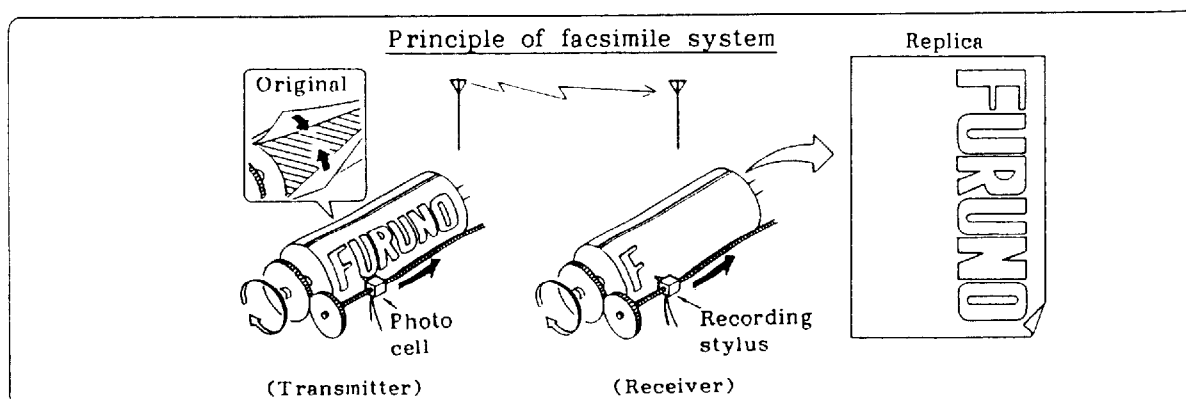 Principle of facsimile system
Replica
Original
FURUNO
FURUNO
F
Photo
cell
Recording
stylus
(Transmitter)
(Receiver)